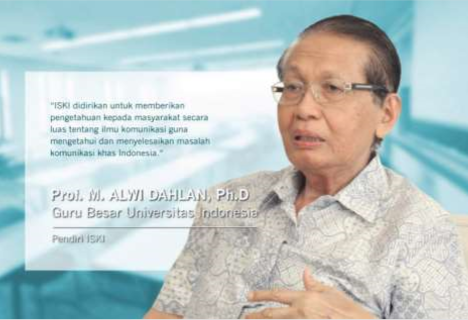 "ISKI didirikan untuk memberikan
pengetahuan kepada masyarakat secara
luas tentang ilmu komunikasi guna
mengetahui dan menyelesaikan masalah
komunikasi khas Indonesia."
Prof. M. ALWI DAHLAN, Ph.D
Guru Besar Universitas Indonesia
Pendiri ISKI